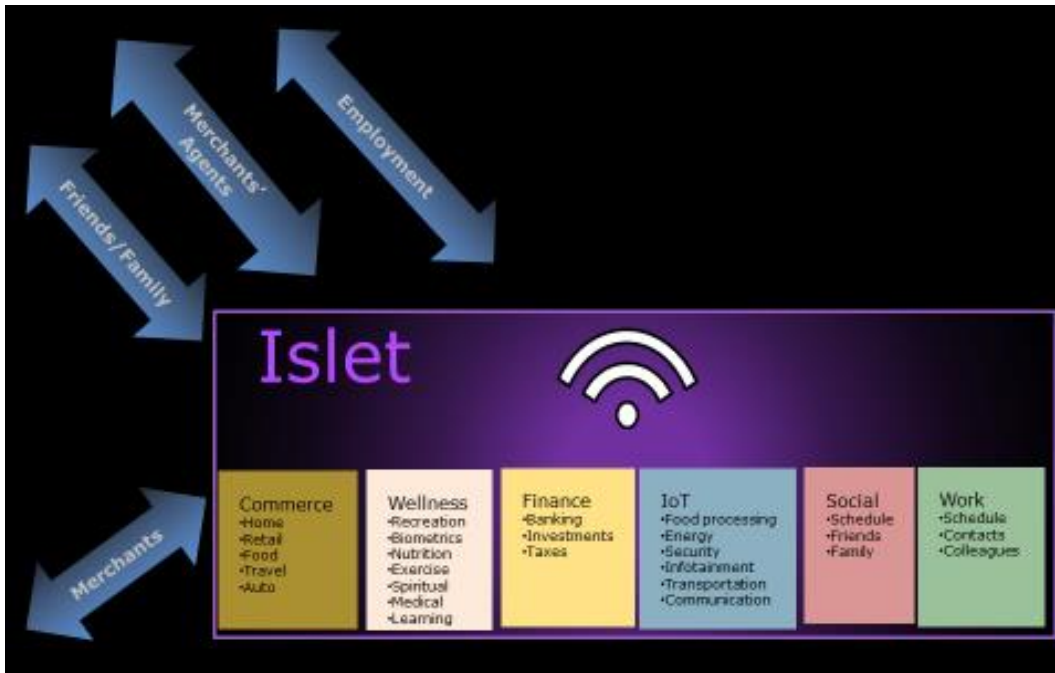 Employment
Merchants'
Agents
Friends/Family
Merchants
Islet
Commerce
•Home
•Retail
•Food
•Travel
•Auto
Wellness
•Recreation
•Biometrics
•Nutrition
•Exercise
•Spiritual
•Medical
•Learning
Finance
•Banking
•Investments
•Taxes
IoT
•Food processing
•Energy
•Security
•Infotainment
•Transportation
•Communication
Social
•Schedule
•Friends
•Family
Work
•Schedule
•Contacts
•Colleagues